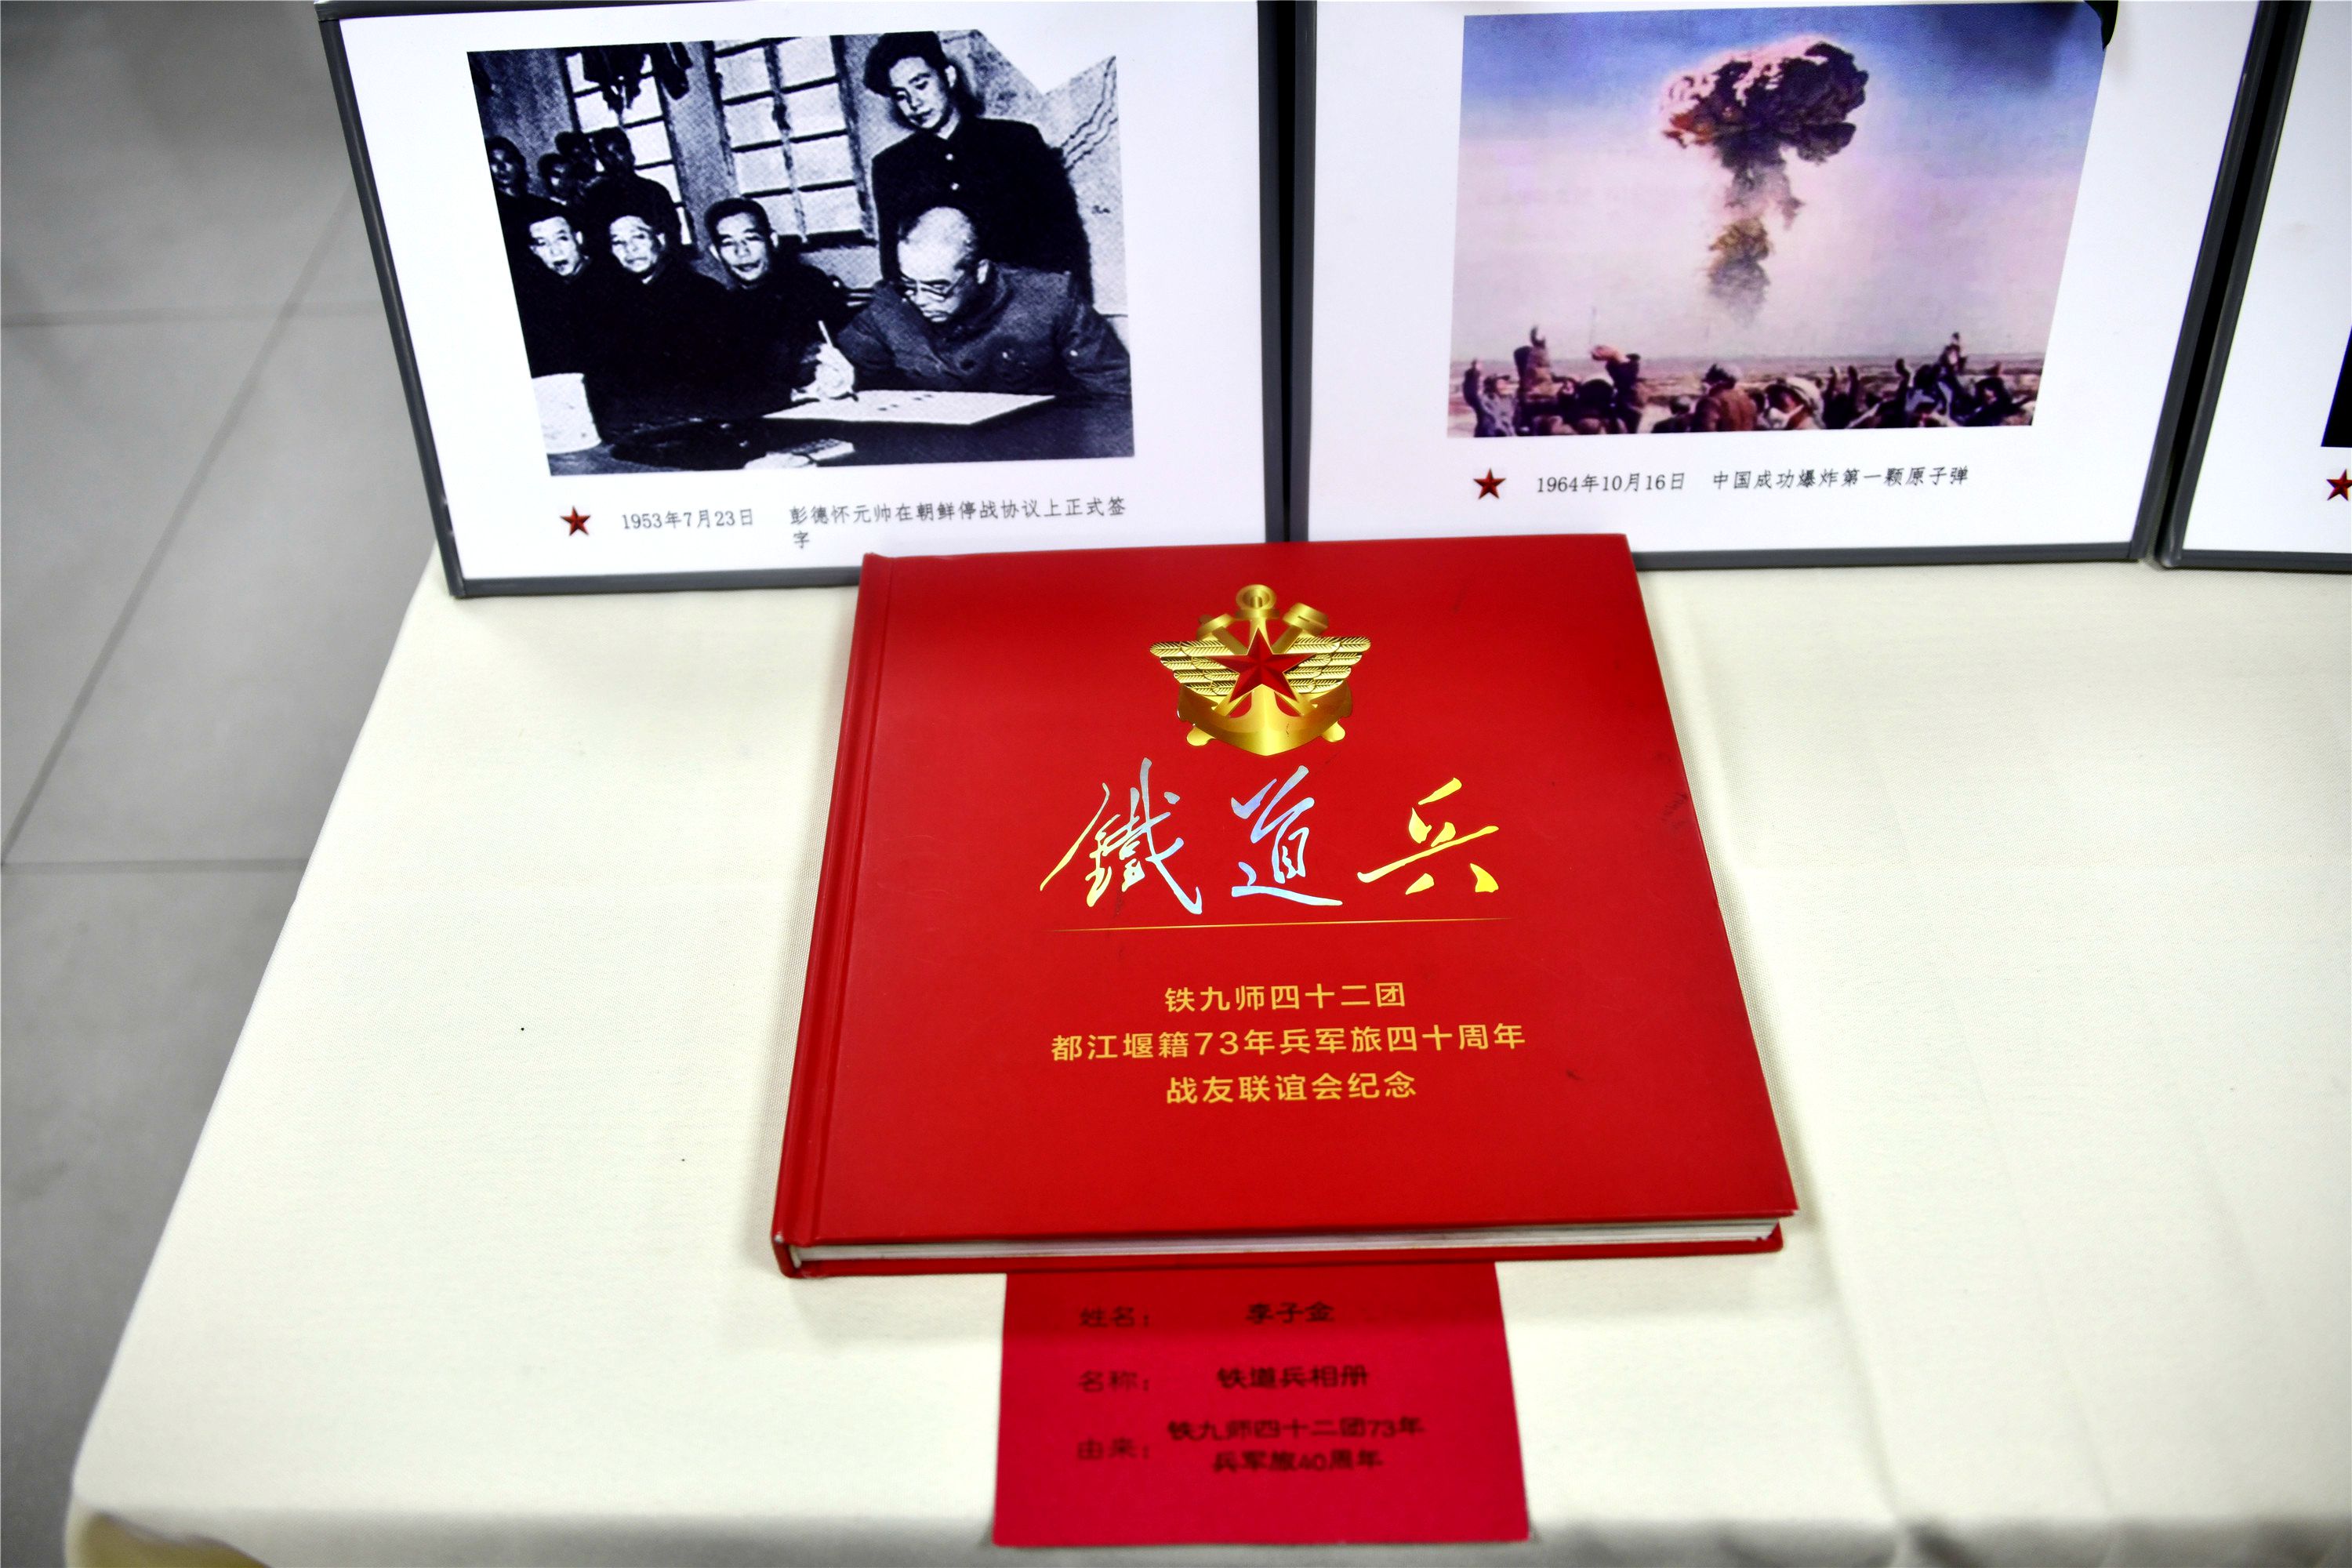 1953年7月23日 彭德怀元帅在朝鲜停战协议上正式签
字
1964年10月16日 中国成功爆炸第一颗原子弹
鐵道兵
铁九师四十二团
都江堰籍73年兵军旅四十周年
战友联谊会纪念
姓名： 李子金
名称： 铁道兵相册
由来： 铁九师四十二团73年
兵军旅40周年